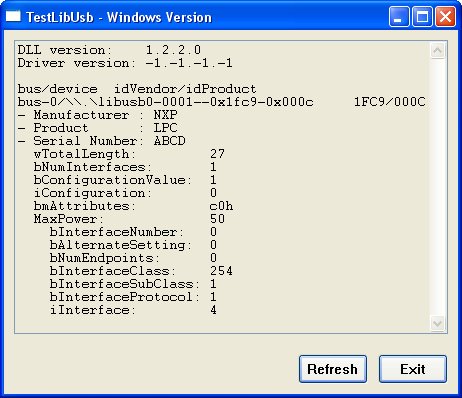 TestLibUsb - Windows Version
DLL version:    1.2.2.0
Driver version: -1.-1.-1.-1
bus/device  idVendor/idProduct
bus-0/\\.\libusb0-0001--0x1fc9-0x000c     1FC9/000C
- Manufacturer : NXP
- Product      : LPC
- Serial Number: ABCD
  wTotalLength:         27
  bNumInterfaces:       1
  bConfigurationValue:  1
  iConfiguration:       0
  bmAttributes:         c0h
  MaxPower:             50
    bInterfaceNumber:   0
    bAlternateSetting:  0
    bNumEndpoints:      0
    bInterfaceClass:    254
    bInterfaceSubClass: 1
    bInterfaceProtocol: 1
    iInterface:         4
Refresh Exit